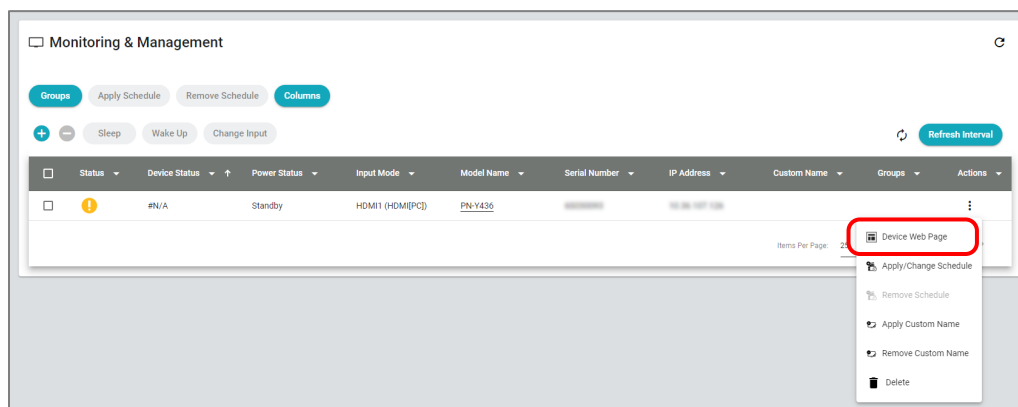 Monitoring & Management
Groups Apply Schedule Remove Schedule Columns
Sleep Wake Up Change Input Refresh Interval
Status Device Status Power Status Input Mode Model Name Serial Number IP Address Custom Name Groups Actions
#N/A Standby HDMI1 (HDMI[PC]) PN-Y436
Device Web Page
Items Per Page: 25
Apply/Change Schedule
Remove Schedule
Apply Custom Name
Remove Custom Name
Delete